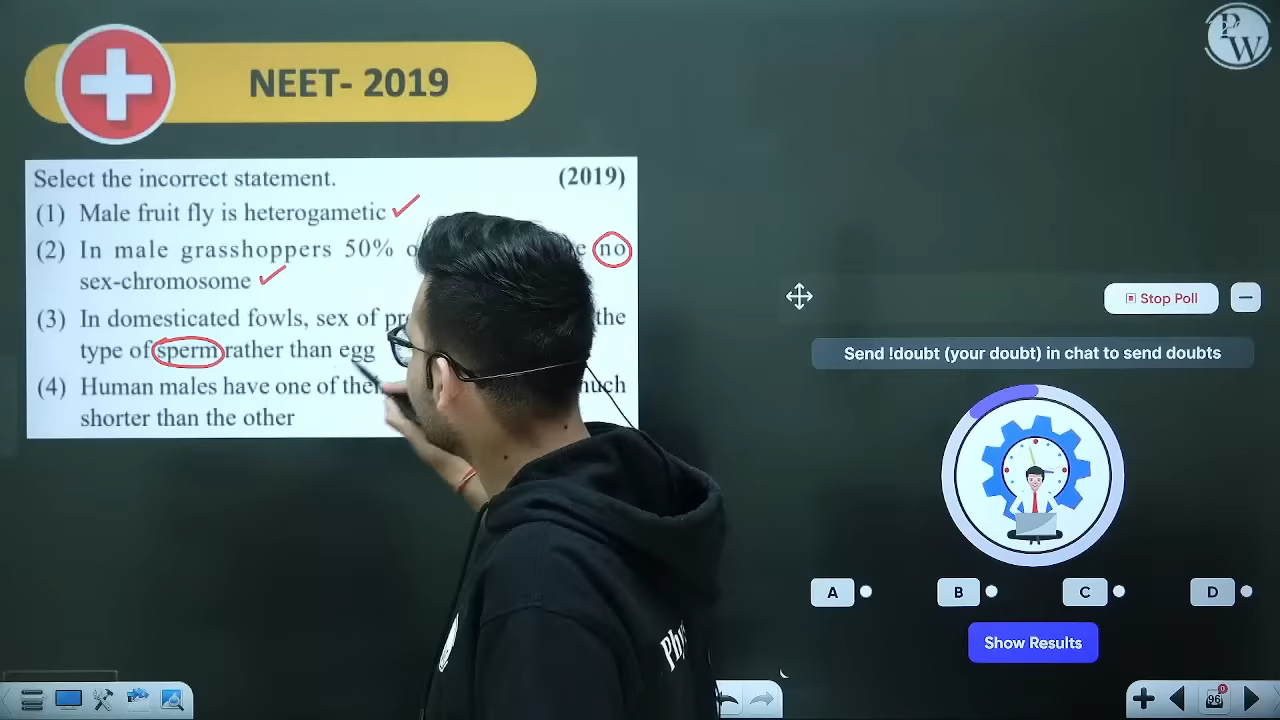 PW
NEET- 2019
Select the incorrect statement. (2019)
(1) Male fruit fly is heterogametic
(2) In male grasshoppers 50% no
sex-chromosome
(3) In domesticated fowls, sex of the
type of sperm rather than egg
(4) Human males have one of
shorter than the other
Stop Poll
Send !doubt (your doubt) in chat to send doubts
A B C D
Show Results
96